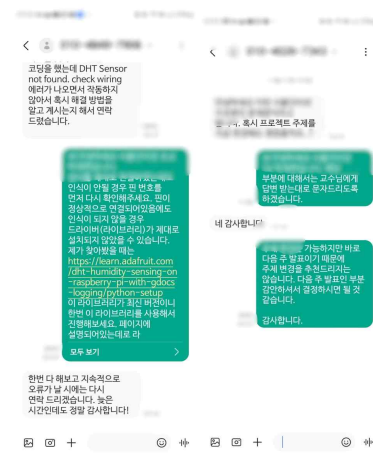 코딩을 했는데 DHT Sensor
not found. check wiring
에러가 나오면서 작동하지
않아서 혹시 해결 방법을
알고 계시는지 해서 연락
드렸습니다.
인식이 안될 경우 핀 번호를
먼저 다시 확인해주세요. 핀이
정상적으로 연결되어있음에도
인식이 되지 않을 경우
드라이버(라이브러리)가 제대로
설치되지 않았을 수 있습니다.
제가 찾아봤을 때는
https://learn.adafruit.com
/dht-humidity-sensing-on
-raspberry-pi-with-gdocs
-logging/python-setup
이 라이브러리가 최신 버전이니
한번 이 라이브러리를 사용해서
진행해보세요. 페이지에
설명되어있는데로 라
모두 보기
한번 다 해보고 지속적으로
오류가 날 시에는 다시
연락 드리겠습니다. 늦은
시간인데도 정말 감사합니다!
혹시 프로젝트 주제를
부분에 대해서는 교수님에게
답변 받는대로 문자드리도록
하겠습니다.
네 감사합니다
가능하지만 바로
다음 주 발표이기 때문에
주제 변경을 추천드리지는
않습니다. 다음 주 발표인 부분
감안하셔서 결정하시면 될 것
같습니다.
감사합니다.